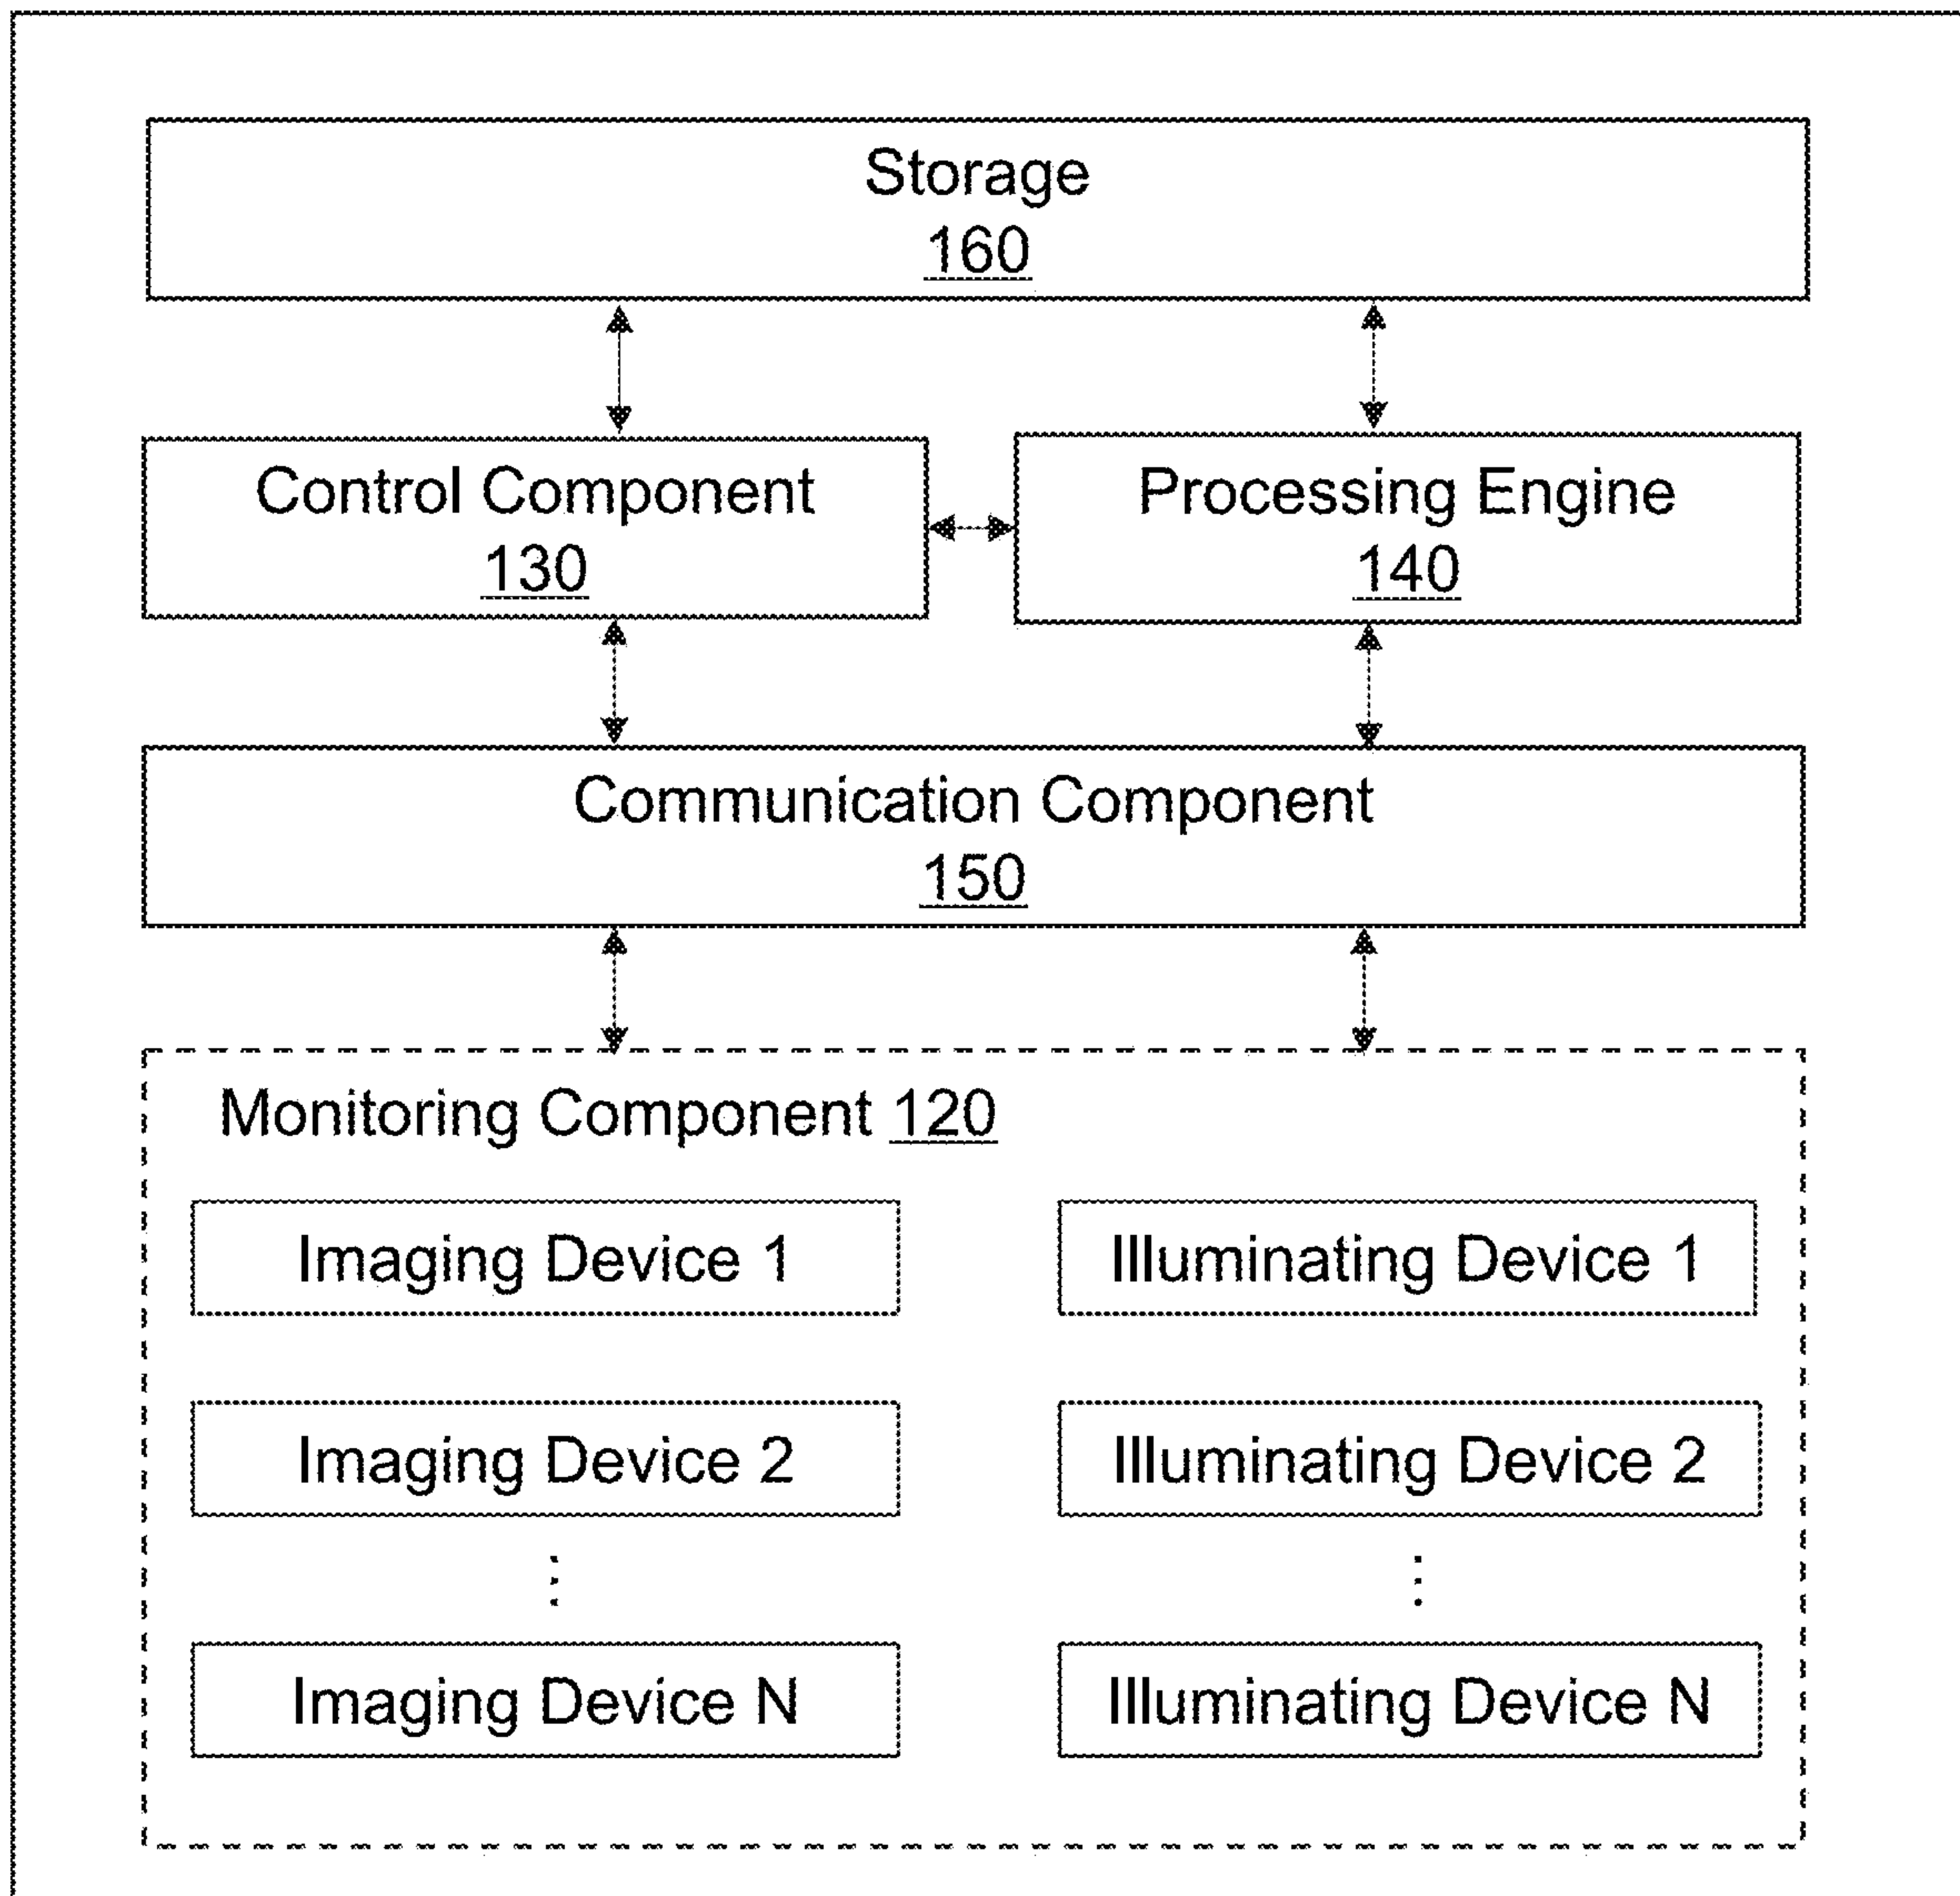 Storage
160
Control Component
130
Processing Engine
140
Communication Component
150
Monitoring Component 120
Imaging Device 1
Illuminating Device 1
Imaging Device 2
Illuminating Device 2
⋮
⋮
Imaging Device N
Illuminating Device N